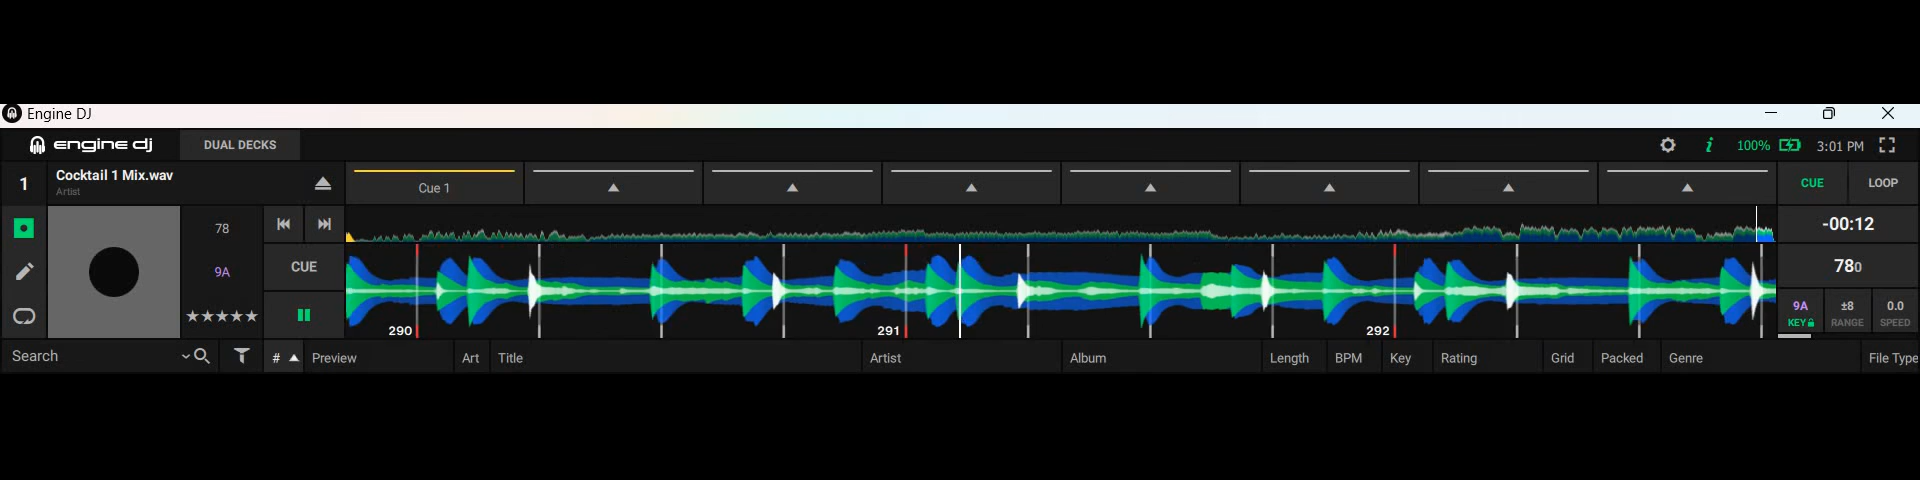 Engine DJ
engine dj DUAL DECKS i 100% 3:01 PM
1 Cocktail 1 Mix.wav
Artist
Cue 1 CUE LOOP
78 -00:12
9A CUE 780
290 291 292
9A ±8 0.0
KEY RANGE SPEED
Search # Preview Art Title Artist Album Length BPM Key Rating Grid Packed Genre File Type